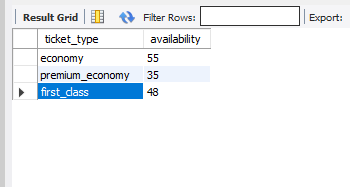 Result Grid Filter Rows: Export:
ticket_type availability
economy 55
premium_economy 35
first_class 48